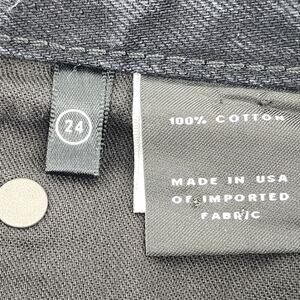 24
100% COTTON
MADE IN USA
OF IMPORTED
FABRIC